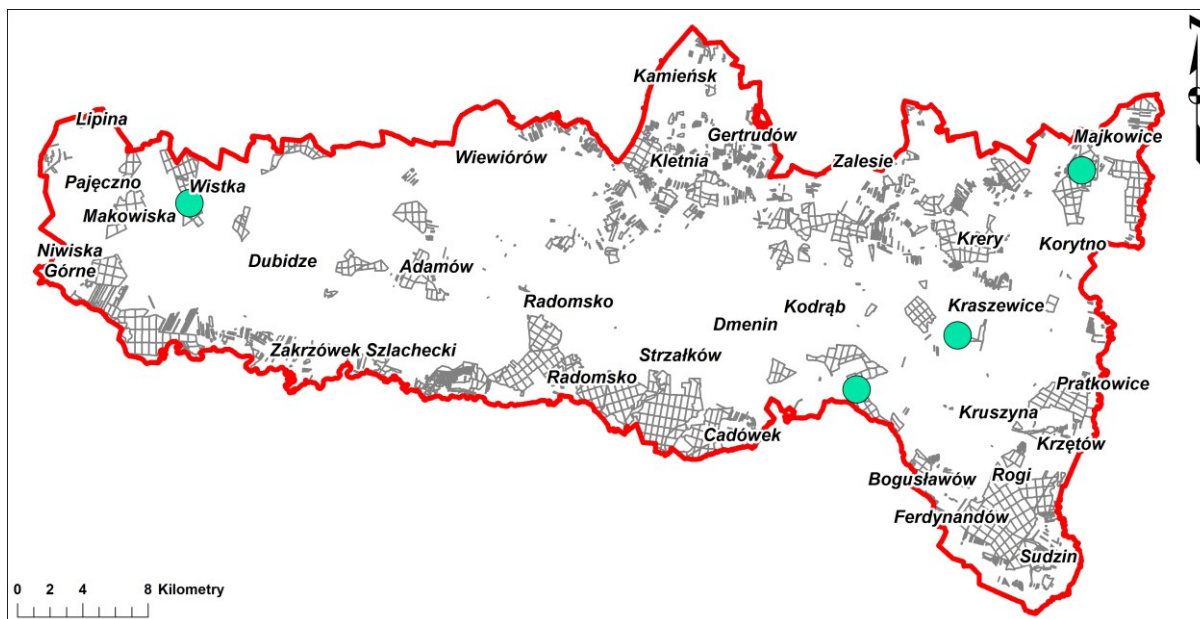 Kamieńsk
Lipina
Gertrudów
Majkowice
Wiewiórów
Kletnia
Zalesie
Pajęczno
Wistka
Makowiska
Krery
Korytno
Niwiska
Górne
Dubidze
Adamów
Radomsko
Kodrąb
Kraszewice
Dmenin
Zakrzówek Szlachecki
Strzałków
Radomsko
Pratkowice
Kruszyna
Cadówek
Krzętów
Bogusławów
Rogi
Ferdynandów
Sudzin
0 2 4 8 Kilometry